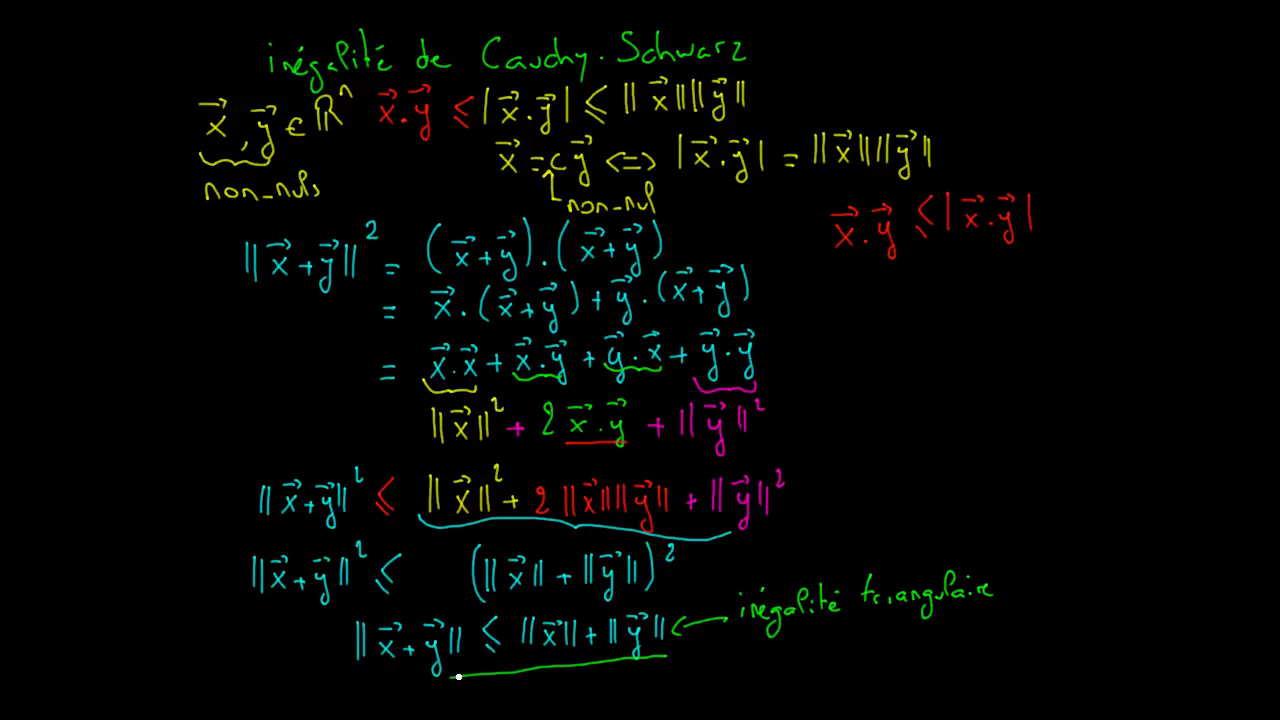 inégalité de Cauchy-Schwarz
x⃗, y⃗ ∈ ℝⁿ x⃗.y⃗ ≤ |x⃗.y⃗| ≤ ||x⃗|| ||y⃗||
non-nuls
x⃗ = c y⃗ <=> |x⃗.y⃗| = ||x⃗|| ||y⃗||
non-nul
x⃗.y⃗ ≤ |x⃗.y⃗|
||x⃗+y⃗||² = (x⃗+y⃗).(x⃗+y⃗)
= x⃗.(x⃗+y⃗) + y⃗.(x⃗+y⃗)
= x⃗.x⃗ + x⃗.y⃗ + y⃗.x⃗ + y⃗.y⃗
||x⃗||² + 2 x⃗.y⃗ + ||y⃗||²
||x⃗+y⃗||² ≤ ||x⃗||² + 2 ||x⃗|| ||y⃗|| + ||y⃗||²
||x⃗+y⃗||² ≤ (||x⃗|| + ||y⃗||)²
||x⃗+y⃗|| ≤ ||x⃗|| + ||y⃗|| ← inégalité triangulaire